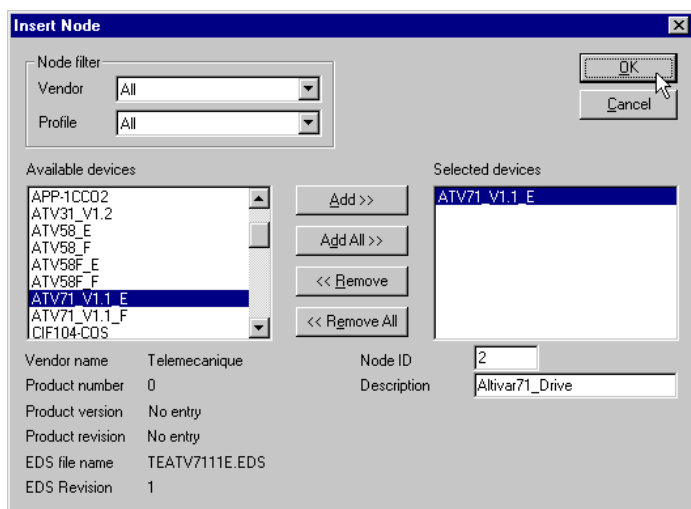 Insert Node
Node filter
Vendor All
Profile All
OK
Cancel
Available devices
APP-1CCO2
ATV31_V1.2
ATV58_E
ATV58_F
ATV58F_E
ATV58F_F
ATV71_V1.1_E
ATV71_V1.1_F
CIF104-COS
Add >>
Add All >>
<< Remove
<< Remove All
Selected devices
ATV71_V1.1_E
Vendor name Telemecanique
Product number 0
Product version No entry
Product revision No entry
EDS file name TEATV7111E.EDS
EDS Revision 1
Node ID 2
Description Altivar71_Drive